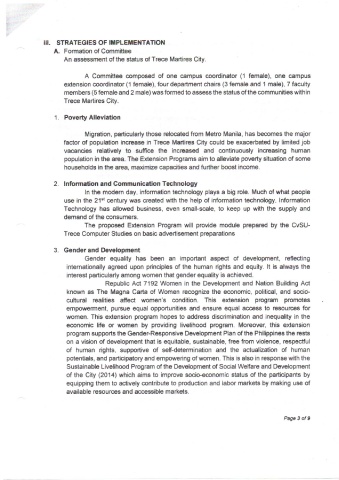 III. STRATEGIES OF IMPLEMENTATION
A. Formation of Committee
An assessment of the status of Trece Martires City.
A Committee composed of one campus coordinator (1 female), one campus
extension coordinator (1 female), four department chairs (3 female and 1 male), 7 faculty
members (5 female and 2 male) was formed to assess the status of the communities within
Trece Martires City.
1. Poverty Alleviation
Migration, particularly those relocated from Metro Manila, has becomes the major
factor of population increase in Trece Martires City could be exacerbated by limited job
vacancies relatively to suffice the increased and continuously increasing human
population in the area. The Extension Programs aim to alleviate poverty situation of some
households in the area, maximize capacities and further boost income.
2. Information and Communication Technology
In the modern day, information technology plays a big role. Much of what people
use in the 21st century was created with the help of information technology. Information
Technology has allowed business, even small-scale, to keep up with the supply and
demand of the consumers.
The proposed Extension Program will provide module prepared by the CvSU-
Trece Computer Studies on basic advertisement preparations
3. Gender and Development
Gender equality has been an important aspect of development, reflecting
internationally agreed upon principles of the human rights and equity. It is always the
interest particularly among women that gender equality is achieved.
Republic Act 7192 Women in the Development and Nation Building Act
known as The Magna Carta of Women recognize the economic, political, and socio-
cultural realities affect women's condition. This extension program promotes
empowerment, pursue equal opportunities and ensure equal access to resources for
women. This extension program hopes to address discrimination and inequality in the
economic life or women by providing livelihood program. Moreover, this extension
program supports the Gender-Responsive Development Plan of the Philippines the rests
on a vision of development that is equitable, sustainable, free from violence, respectful
of human rights, supportive of self-determination and the actualization of human
potentials, and participatory and empowering of women. This is also in response with the
Sustainable Livelihood Program of the Development of Social Welfare and Development
of the City (2014) which aims to improve socio-economic status of the participants by
equipping them to actively contribute to production and labor markets by making use of
available resources and accessible markets.
Page 3 of 9